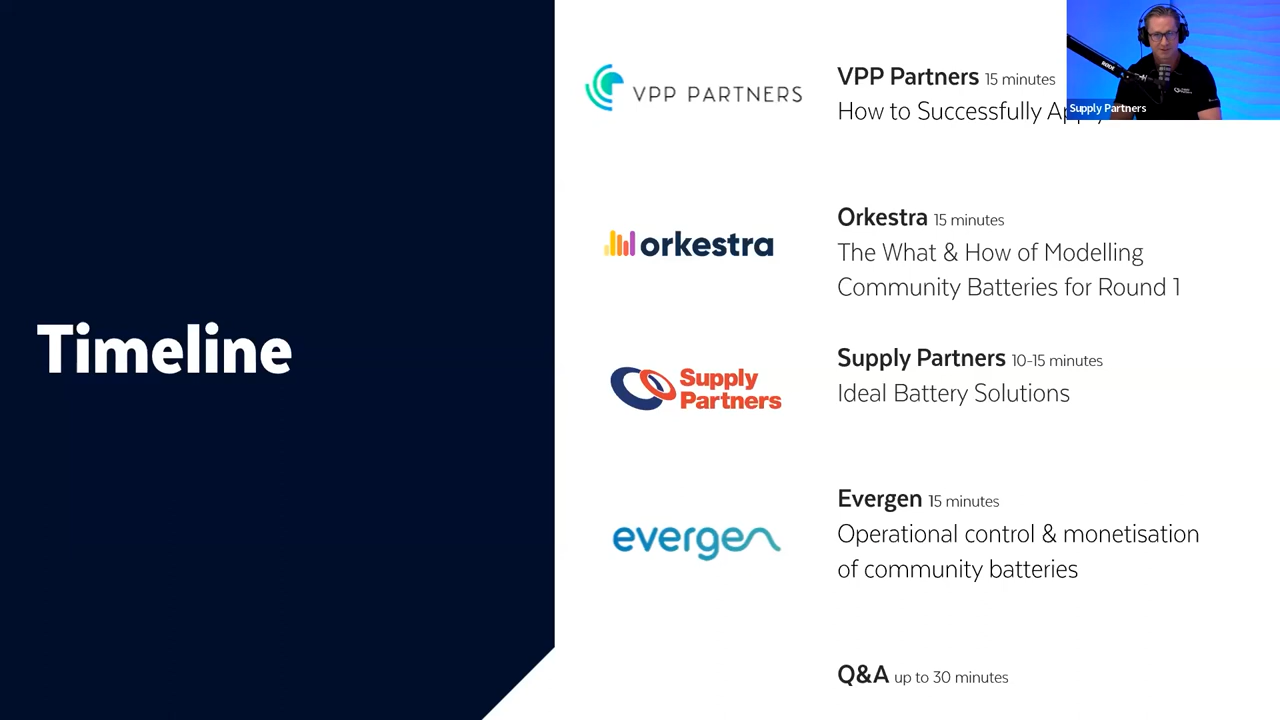 VPP PARTNERS
VPP Partners 15 minutes
How to Successfully Apply
Supply Partners
orkestra
Orkestra 15 minutes
The What & How of Modelling
Community Batteries for Round 1
Timeline
Supply
Partners
Supply Partners 10-15 minutes
Ideal Battery Solutions
evergen
Evergen 15 minutes
Operational control & monetisation
of community batteries
Q&A up to 30 minutes